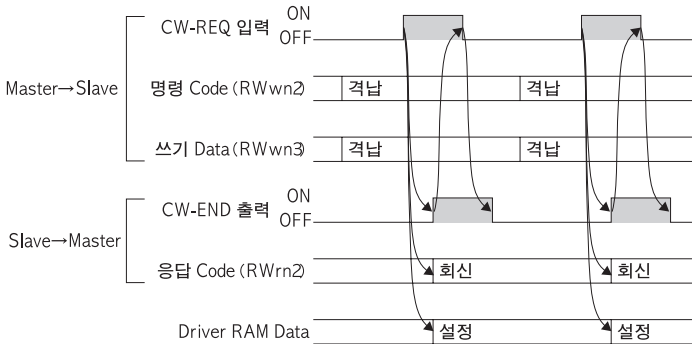 ON
CW-REQ 입력
OFF
Master→Slave
명령 Code (RWwn2) 격납 격납
쓰기 Data (RWwn3) 격납 격납
ON
CW-END 출력
OFF
Slave→Master
응답 Code (RWrn2) 회신 회신
Driver RAM Data 설정 설정